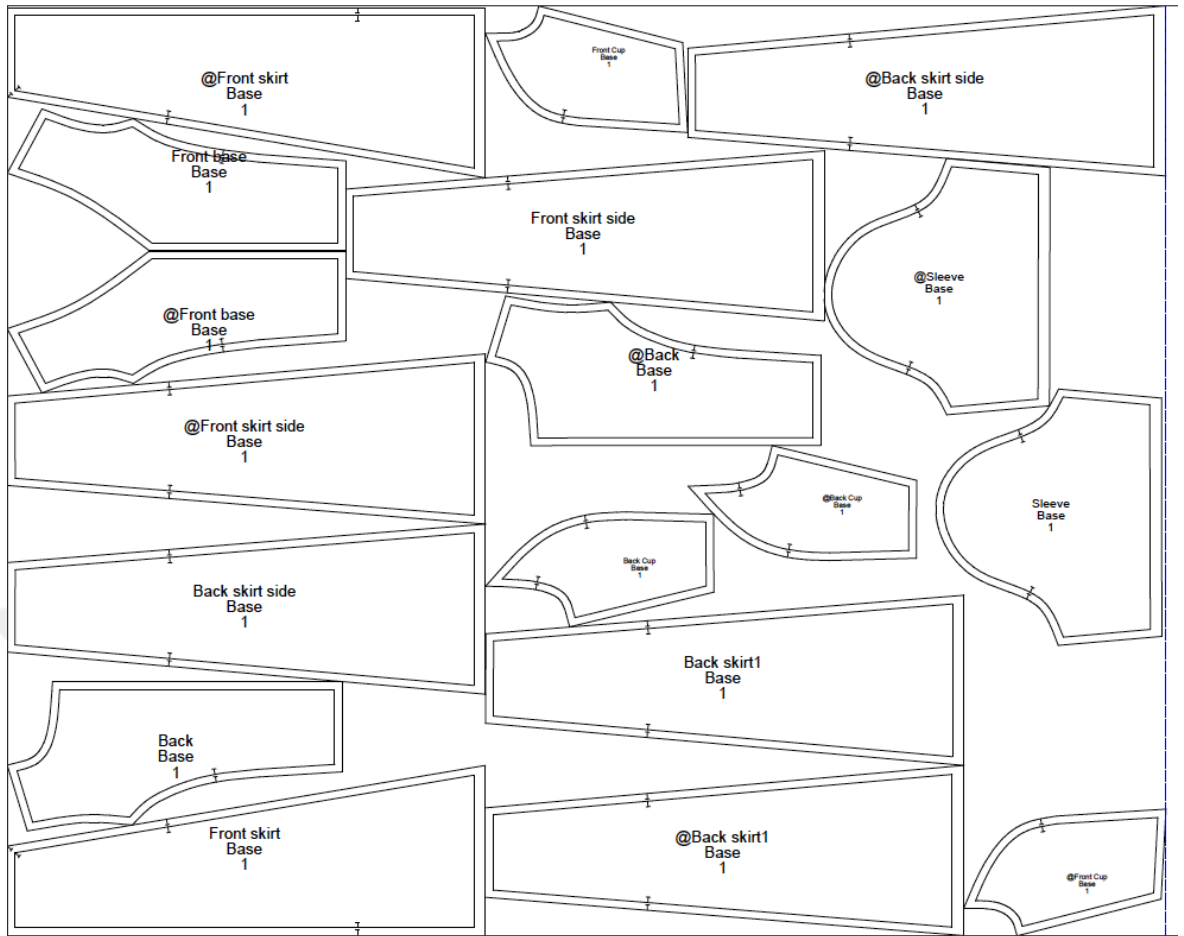 @Front skirt
Base
1
Front Cup
Base
1
@Back skirt side
Base
1
Front base
Base
1
Front skirt side
Base
1
@Sleeve
Base
1
@Front base
Base
1
@Back
Base
1
@Front skirt side
Base
1
@Back Cup
Base
1
Sleeve
Base
1
Back Cup
Base
1
Back skirt side
Base
1
Back skirt1
Base
1
Back
Base
1
Front skirt
Base
1
@Back skirt1
Base
1
@Front Cup
Base
1